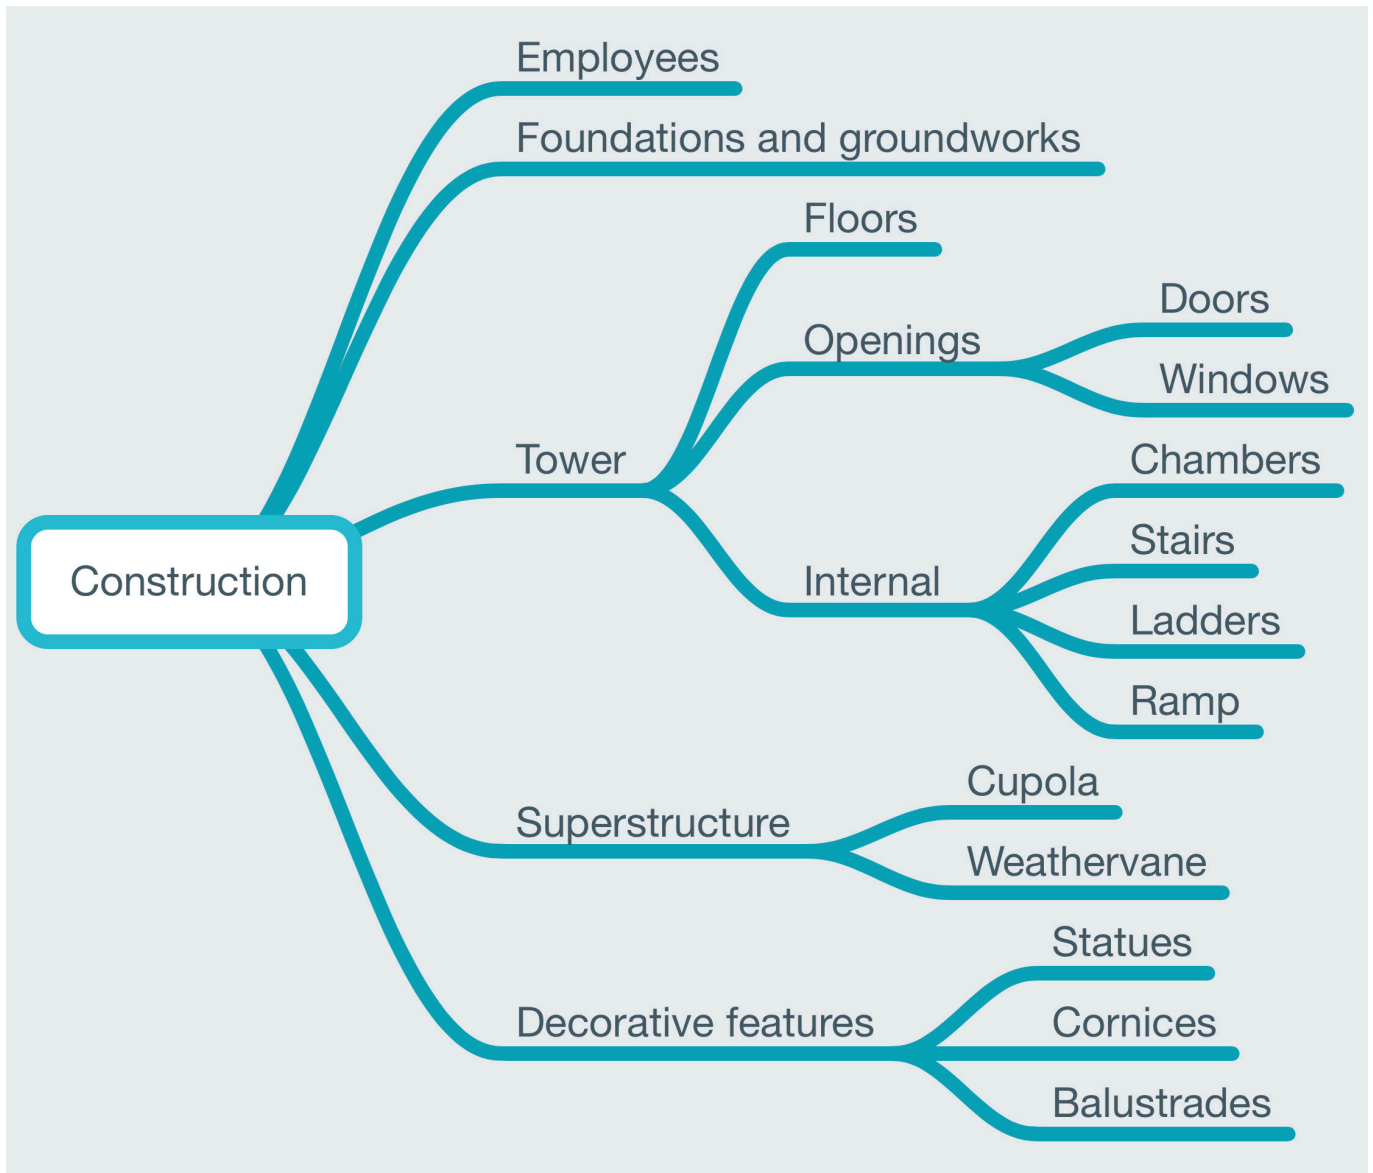 Employees
Foundations and groundworks
Floors
Doors
Openings
Windows
Tower
Chambers
Stairs
Internal
Construction
Ladders
Ramp
Cupola
Superstructure
Weathervane
Statues
Decorative features
Cornices
Balustrades